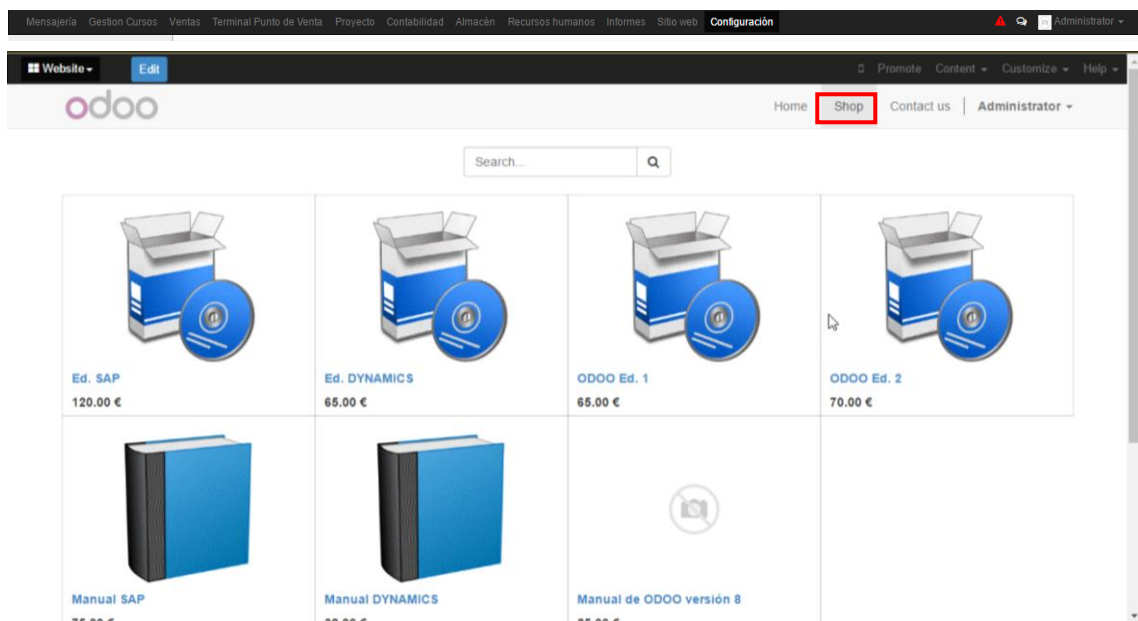 Mensajería Gestion Cursos Ventas Terminal Punto de Venta Proyecto Contabilidad Almacén Recursos humanos Informes Sitio web Configuración Administrator
Website Edit Promote Content Customize Help
odoo Home Shop Contact us Administrator
Search...
Ed. SAP Ed. DYNAMICS ODOO Ed. 1 ODOO Ed. 2
120.00 € 65.00 € 65.00 € 70.00 €
Manual SAP Manual DYNAMICS Manual de ODOO versión 8